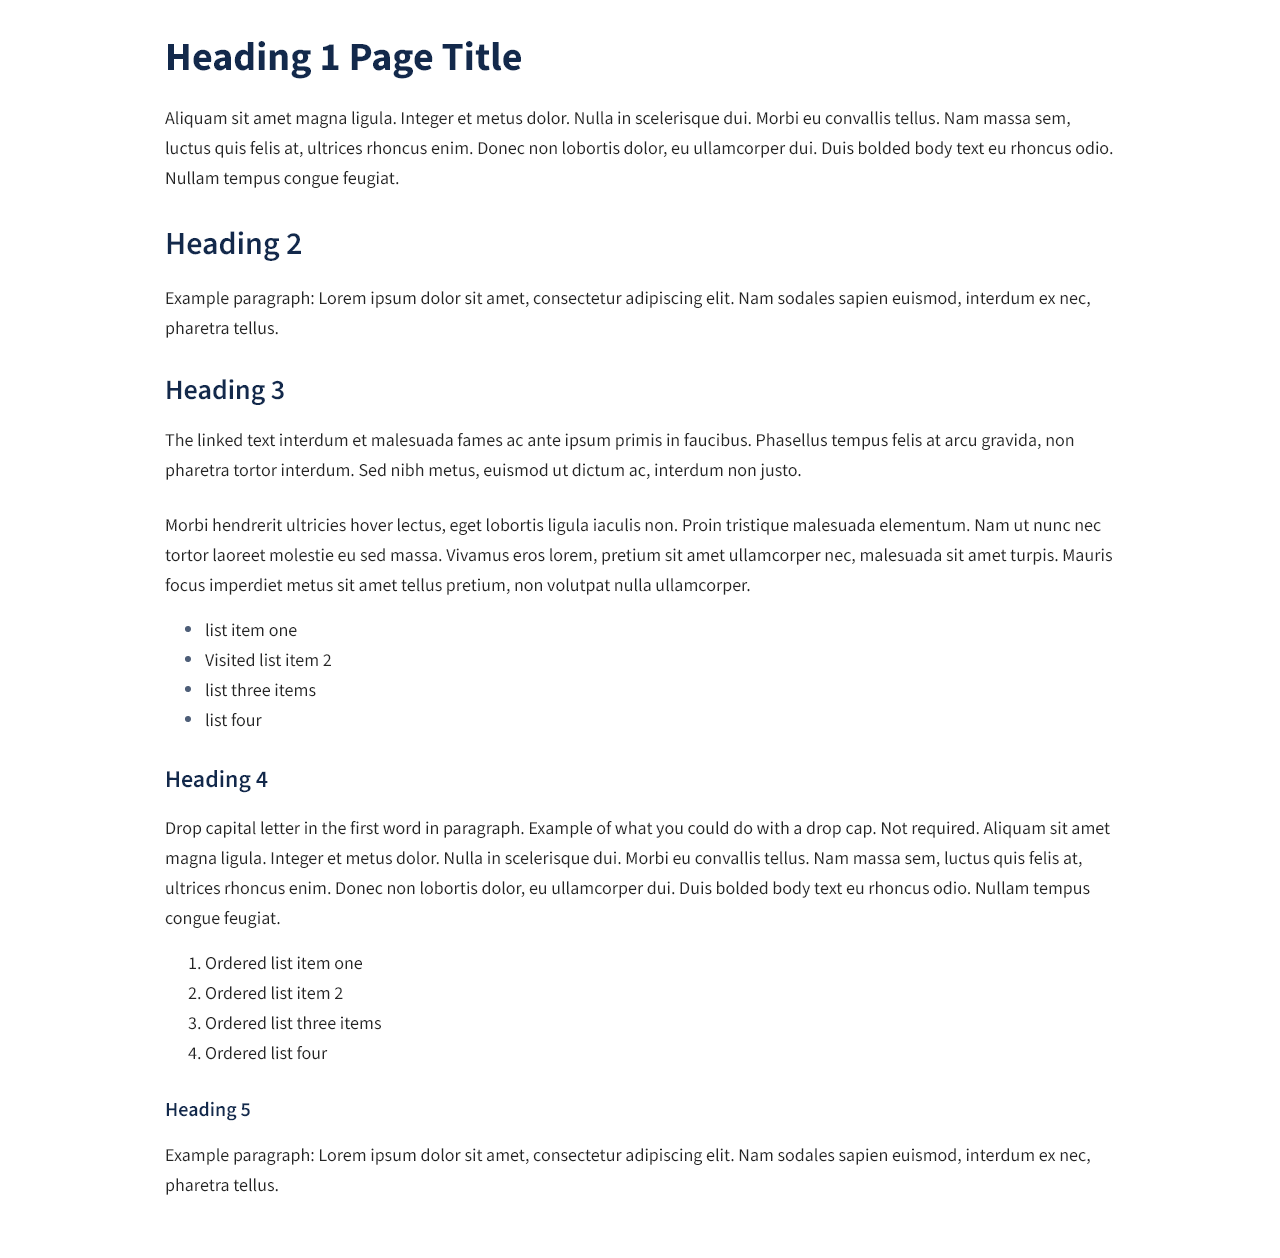 Heading 1 Page Title
Aliquam sit amet magna ligula. Integer et metus dolor. Nulla in scelerisque dui. Morbi eu convallis tellus. Nam massa sem,
luctus quis felis at, ultrices rhoncus enim. Donec non lobortis dolor, eu ullamcorper dui. Duis bolded body text eu rhoncus odio.
Nullam tempus congue feugiat.
Heading 2
Example paragraph: Lorem ipsum dolor sit amet, consectetur adipiscing elit. Nam sodales sapien euismod, interdum ex nec,
pharetra tellus.
Heading 3
The linked text interdum et malesuada fames ac ante ipsum primis in faucibus. Phasellus tempus felis at arcu gravida, non
pharetra tortor interdum. Sed nibh metus, euismod ut dictum ac, interdum non justo.
Morbi hendrerit ultricies hover lectus, eget lobortis ligula iaculis non. Proin tristique malesuada elementum. Nam ut nunc nec
tortor laoreet molestie eu sed massa. Vivamus eros lorem, pretium sit amet ullamcorper nec, malesuada sit amet turpis. Mauris
focus imperdiet metus sit amet tellus pretium, non volutpat nulla ullamcorper.
• list item one
• Visited list item 2
• list three items
• list four
Heading 4
Drop capital letter in the first word in paragraph. Example of what you could do with a drop cap. Not required. Aliquam sit amet
magna ligula. Integer et metus dolor. Nulla in scelerisque dui. Morbi eu convallis tellus. Nam massa sem, luctus quis felis at,
ultrices rhoncus enim. Donec non lobortis dolor, eu ullamcorper dui. Duis bolded body text eu rhoncus odio. Nullam tempus
congue feugiat.
1. Ordered list item one
2. Ordered list item 2
3. Ordered list three items
4. Ordered list four
Heading 5
Example paragraph: Lorem ipsum dolor sit amet, consectetur adipiscing elit. Nam sodales sapien euismod, interdum ex nec,
pharetra tellus.